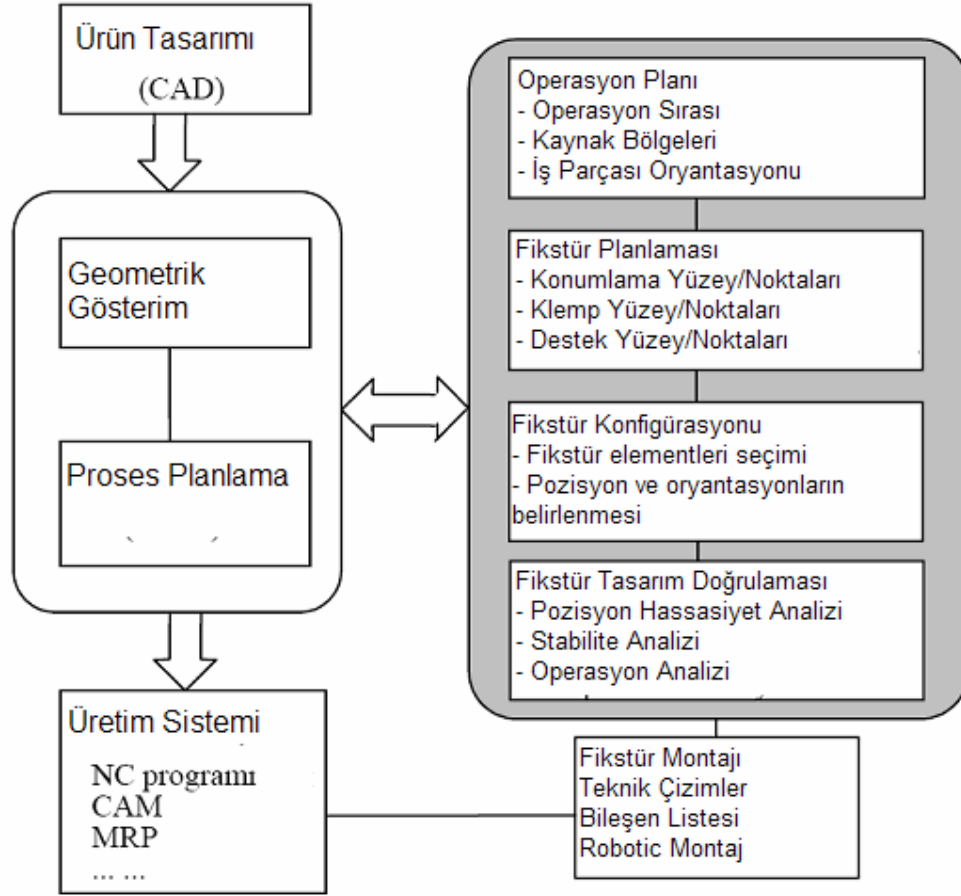 Ürün Tasarımı
(CAD)
Geometrik
Gösterim
Proses Planlama
Üretim Sistemi
NC programı
CAM
MRP
... ...
Operasyon Planı
- Operasyon Sırası
- Kaynak Bölgeleri
- İş Parçası Oryantasyonu
Fikstür Planlaması
- Konumlama Yüzey/Noktaları
- Klemp Yüzey/Noktaları
- Destek Yüzey/Noktaları
Fikstür Konfigürasyonu
- Fikstür elementleri seçimi
- Pozisyon ve oryantasyonların
belirlenmesi
Fikstür Tasarım Doğrulaması
- Pozisyon Hassasiyet Analizi
- Stabilite Analizi
- Operasyon Analizi
Fikstür Montajı
Teknik Çizimler
Bileşen Listesi
Robotic Montaj